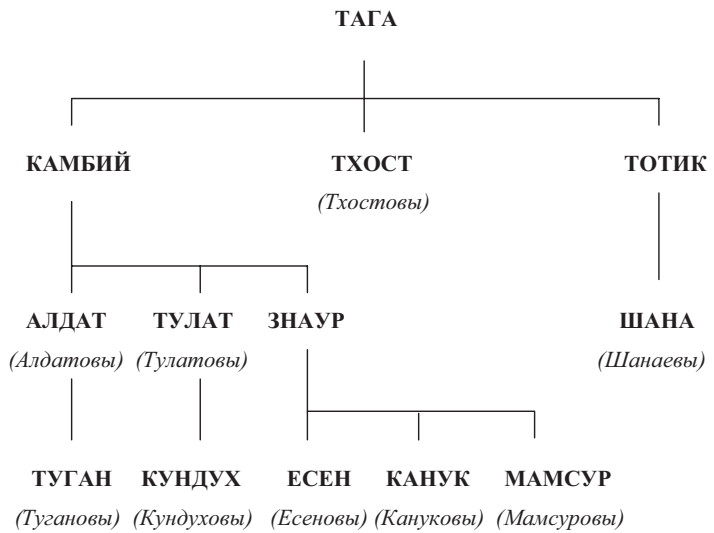 ТАГА
КАМБИЙ ТХОСТ ТОТИК
(Тхостовы)
АЛДАТ ТУЛАТ ЗНАУР ШАНА
(Алдатовы) (Тулатовы) (Шанаевы)
ТУГАН КУНДУХ ЕСЕН КАНУК МАМСУР
(Тугановы) (Кундуховы) (Есеновы) (Кануковы) (Мамсуровы)